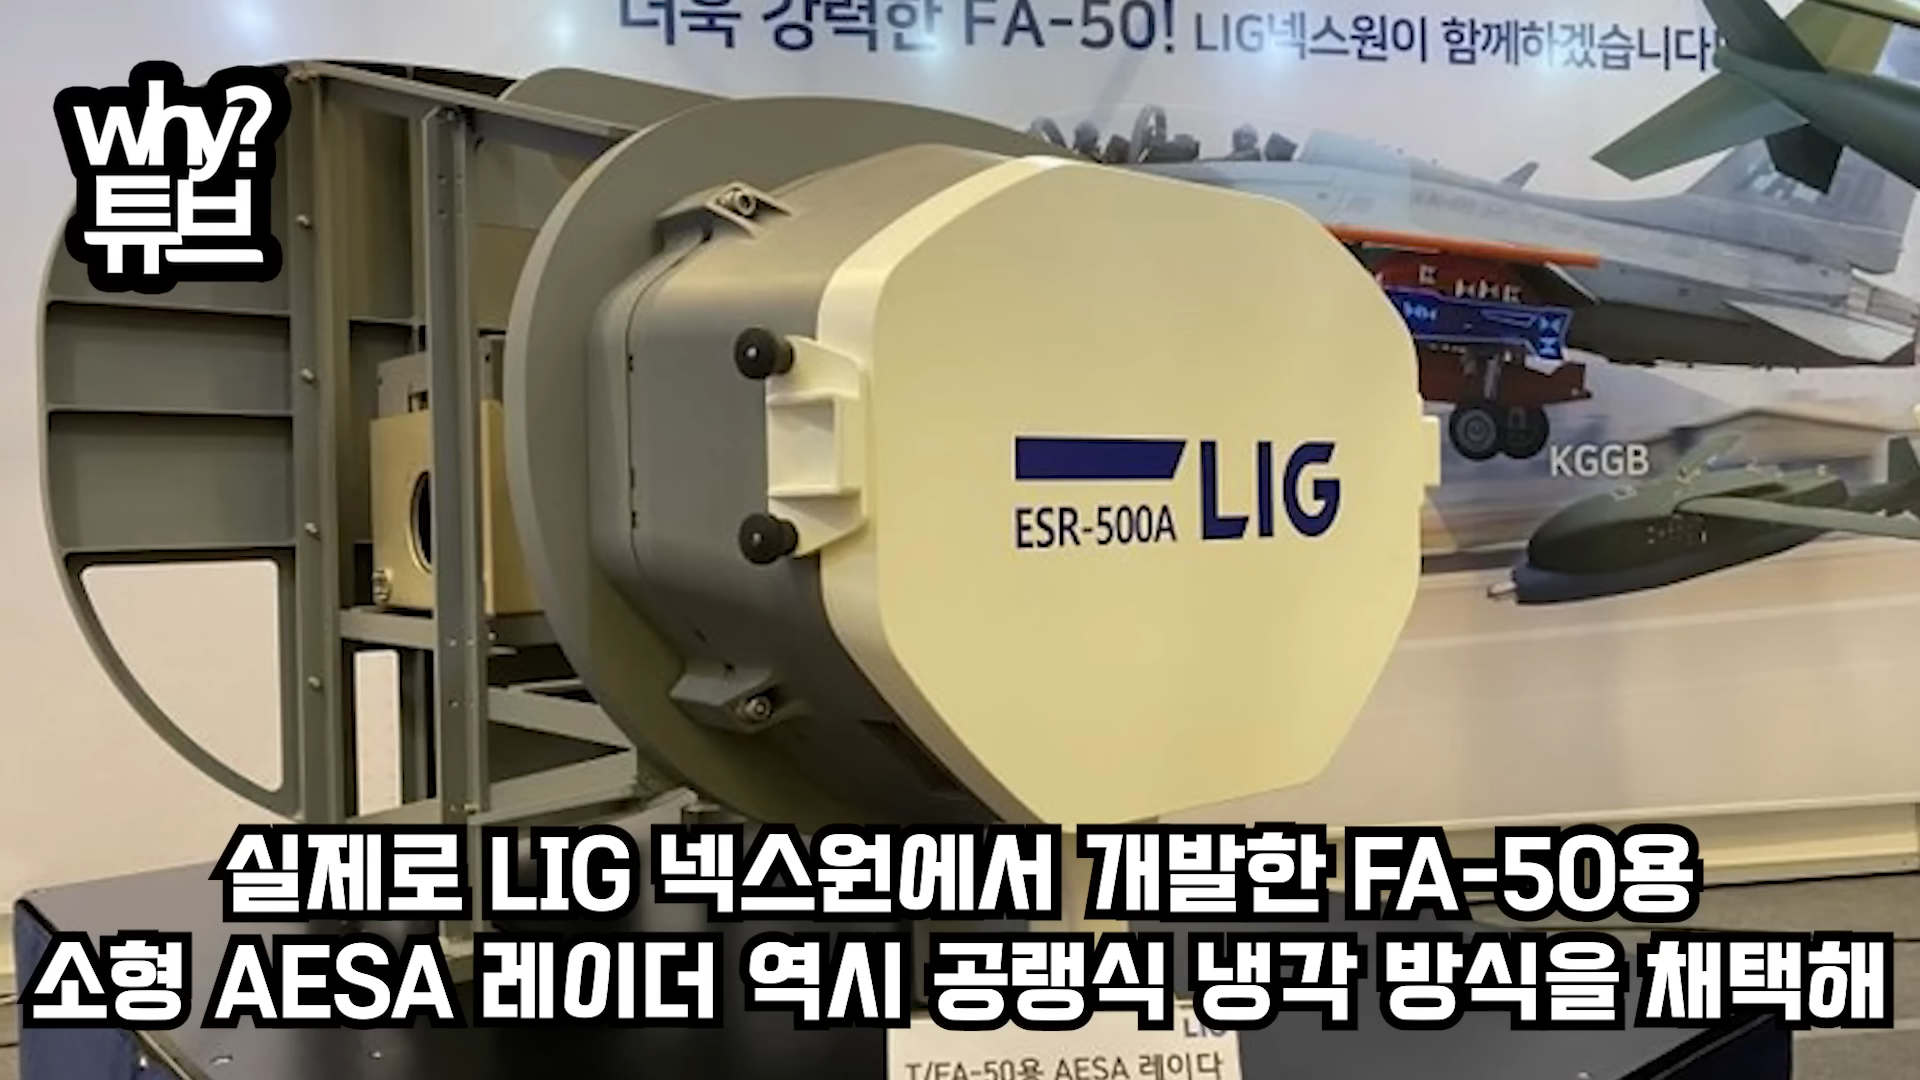 더욱 강력한 FA-50! LIG넥스원이 함께하겠습니다!
why?
튜브
KGGB
ESR-500A LIG
실제로 LIG 넥스원에서 개발한 FA-50용
소형 AESA 레이더 역시 공랭식 냉각 방식을 채택해
LIG
T/FA-50용 AESA 레이다